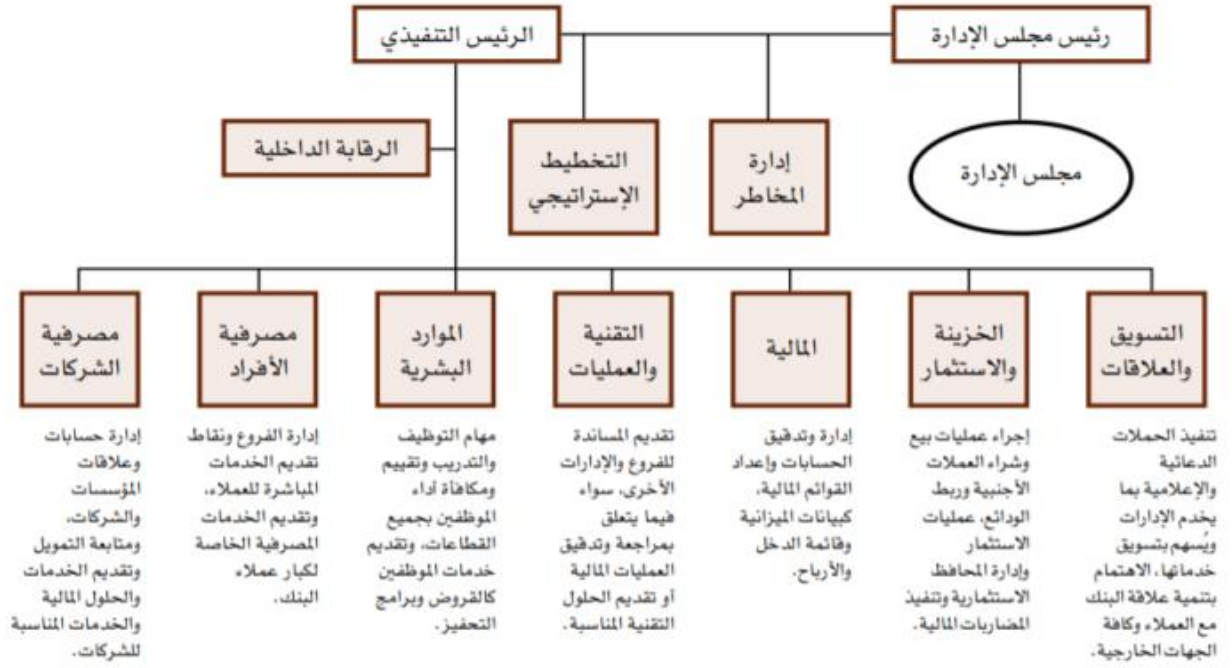 رئيس مجلس الإدارة
الرئيس التنفيذي
مجلس الإدارة
إدارة
المخاطر
التخطيط
الإستراتيجي
الرقابة الداخلية
التسويق
والعلاقات
تنفيذ الحملات
الدعائية
والإعلامية بما
يخدم الإدارات
ويُسهم بتسويق
خدماتها، الاهتمام
بتنمية علاقة البنك
مع العملاء وكافة
الجهات الخارجية.
الخزينة
والاستثمار
إجراء عمليات بيع
وشراء العملات
الأجنبية وربط
الودائع، عمليات
الاستثمار
وإدارة المحافظ
الاستثمارية وتنفيذ
المضاربات المالية.
المالية
إدارة وتدقيق
الحسابات وإعداد
القوائم المالية،
كبيانات الميزانية
وقائمة الدخل
والأرباح.
التقنية
والعمليات
تقديم المساندة
للفروع والإدارات
الأخرى، سواء
فيما يتعلق
بمراجعة وتدقيق
العمليات المالية
أو تقديم الحلول
التقنية المناسبة.
الموارد
البشرية
مهام التوظيف
والتدريب وتقييم
ومكافأة أداء
الموظفين بجميع
القطاعات، وتقديم
خدمات الموظفين
كالقروض وبرامج
التحفيز.
مصرفية
الأفراد
إدارة الفروع ونقاط
تقديم الخدمات
المباشرة للعملاء،
وتقديم الخدمات
المصرفية الخاصة
لكبار عملاء
البنك.
مصرفية
الشركات
إدارة حسابات
وعلاقات
المؤسسات
والشركات،
ومتابعة التمويل
وتقديم الخدمات
والحلول المالية
والخدمات المناسبة
للشركات.